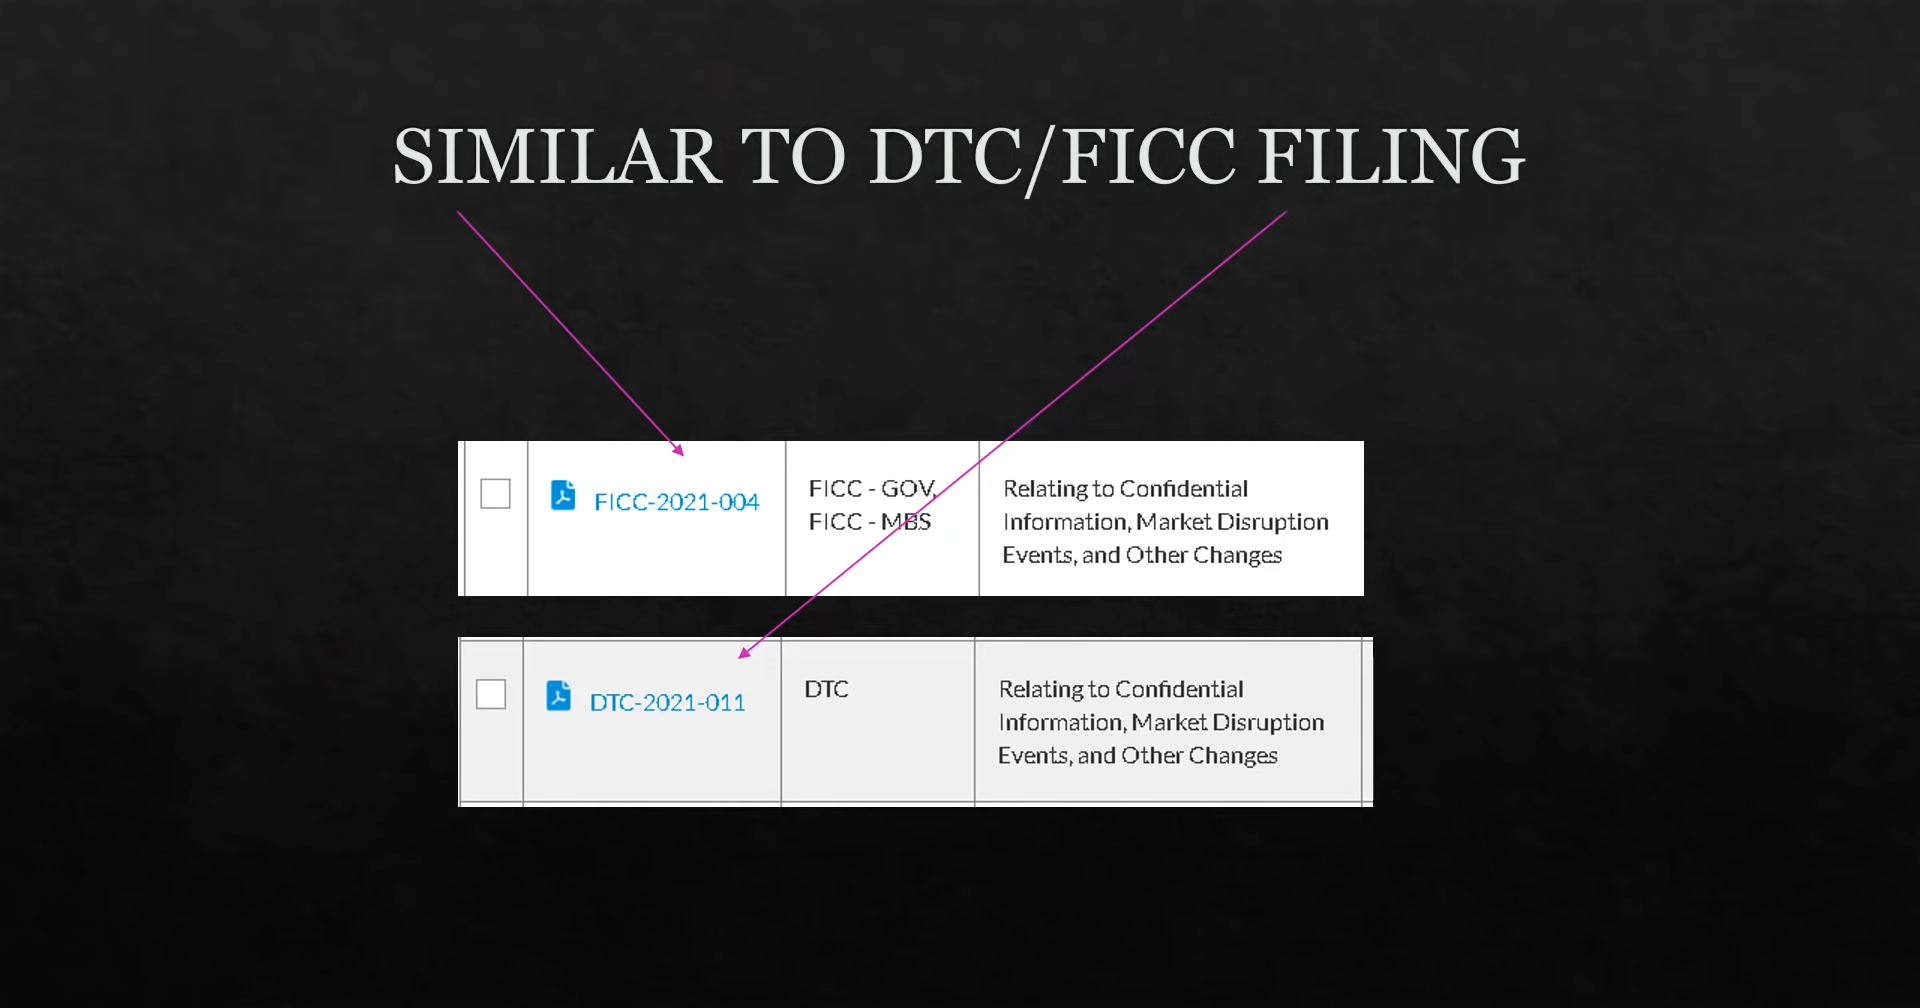 SIMILAR TO DTC/FICC FILING
FICC-2021-004
FICC - GOV,
FICC - MBS
Relating to Confidential
Information, Market Disruption
Events, and Other Changes
DTC-2021-011
DTC
Relating to Confidential
Information, Market Disruption
Events, and Other Changes